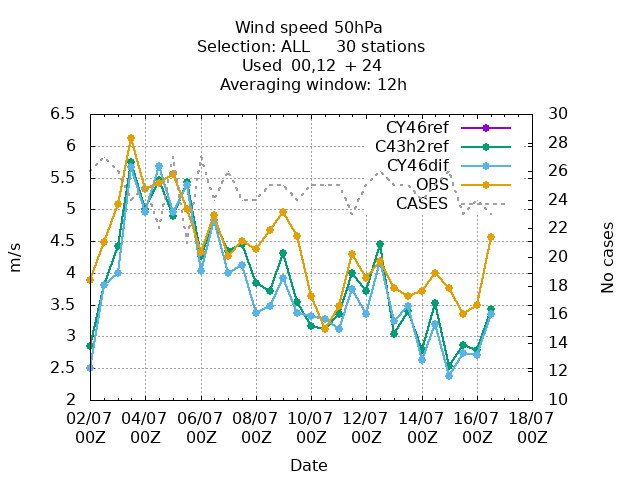 Wind speed 50hPa
Selection: ALL 30 stations
Used 00,12 + 24
Averaging window: 12h
6.5
6
5.5
5
4.5
4
3.5
3
2.5
2
m/s
CY46ref
C43h2ref
CY46dif
OBS
CASES
30
28
26
24
22
20
18
16
14
12
10
No cases
02/07 04/07 06/07 08/07 10/07 12/07 14/07 16/07 18/07
00Z 00Z 00Z 00Z 00Z 00Z 00Z 00Z 00Z
Date